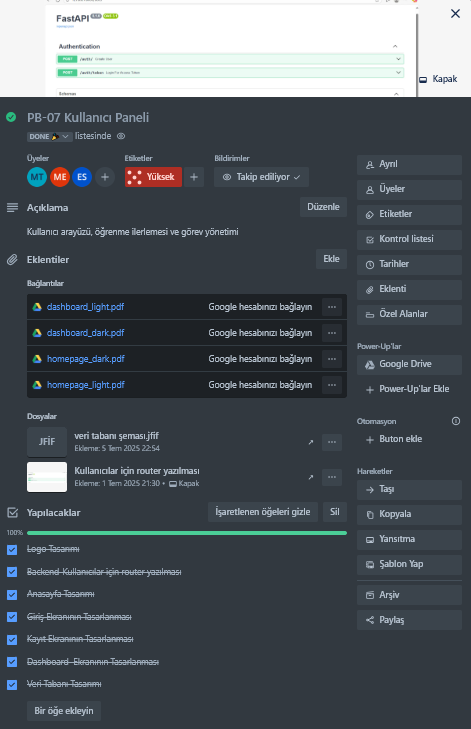 FastAPI
Authentication
POST /auth/ Create User
POST /auth/token Login For Access Token
Schemas
Kapak
PB-07 Kullanıcı Paneli
DONE listesinde
Üyeler
Etiketler
Bildirimler
MT
ME
ES
Yüksek
Takip ediliyor
Açıklama
Düzenle
Kullanıcı arayüzü, öğrenme ilerlemesi ve görev yönetimi
Eklentiler
Ekle
Bağlantılar
dashboard_light.pdf
Google hesabınızı bağlayın
dashboard_dark.pdf
Google hesabınızı bağlayın
homepage_dark.pdf
Google hesabınızı bağlayın
homepage_light.pdf
Google hesabınızı bağlayın
Dosyalar
JFİF
veri tabanı şeması.jfif
Ekleme: 5 Tem 2025 22:54
Kullanıcılar için router yazılması
Ekleme: 1 Tem 2025 21:30 • Kapak
Yapılacaklar
İşaretlenen öğeleri gizle
Sil
100%
Logo Tasarımı
Backend-Kullanıcılar için router yazılması
Anasayfa Tasarımı
Giriş Ekranının Tasarlanması
Kayıt Ekranının Tasarlanması
Dashboard Ekranının Tasarlanması
Veri Tabanı Tasarımı
Bir öğe ekleyin
Ayrıl
Üyeler
Etiketler
Kontrol listesi
Tarihler
Eklenti
Özel Alanlar
Power-Up'lar
Google Drive
Power-Up'lar Ekle
Otomasyon
Buton ekle
Hareketler
Taşı
Kopyala
Yansıtma
Şablon Yap
Arşiv
Paylaş